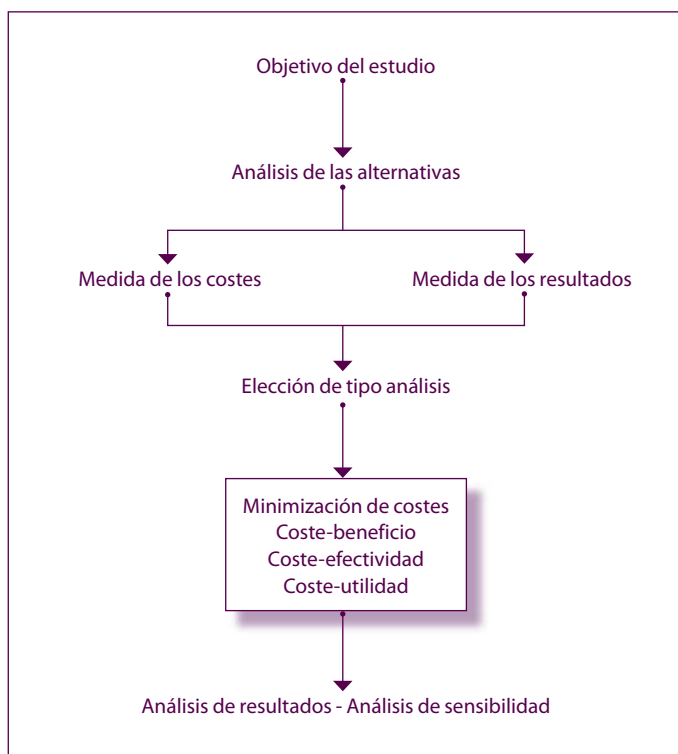 Objetivo del estudio
Análisis de las alternativas
Medida de los costes
Medida de los resultados
Elección de tipo análisis
Minimización de costes
Coste-beneficio
Coste-efectividad
Coste-utilidad
Análisis de resultados - Análisis de sensibilidad